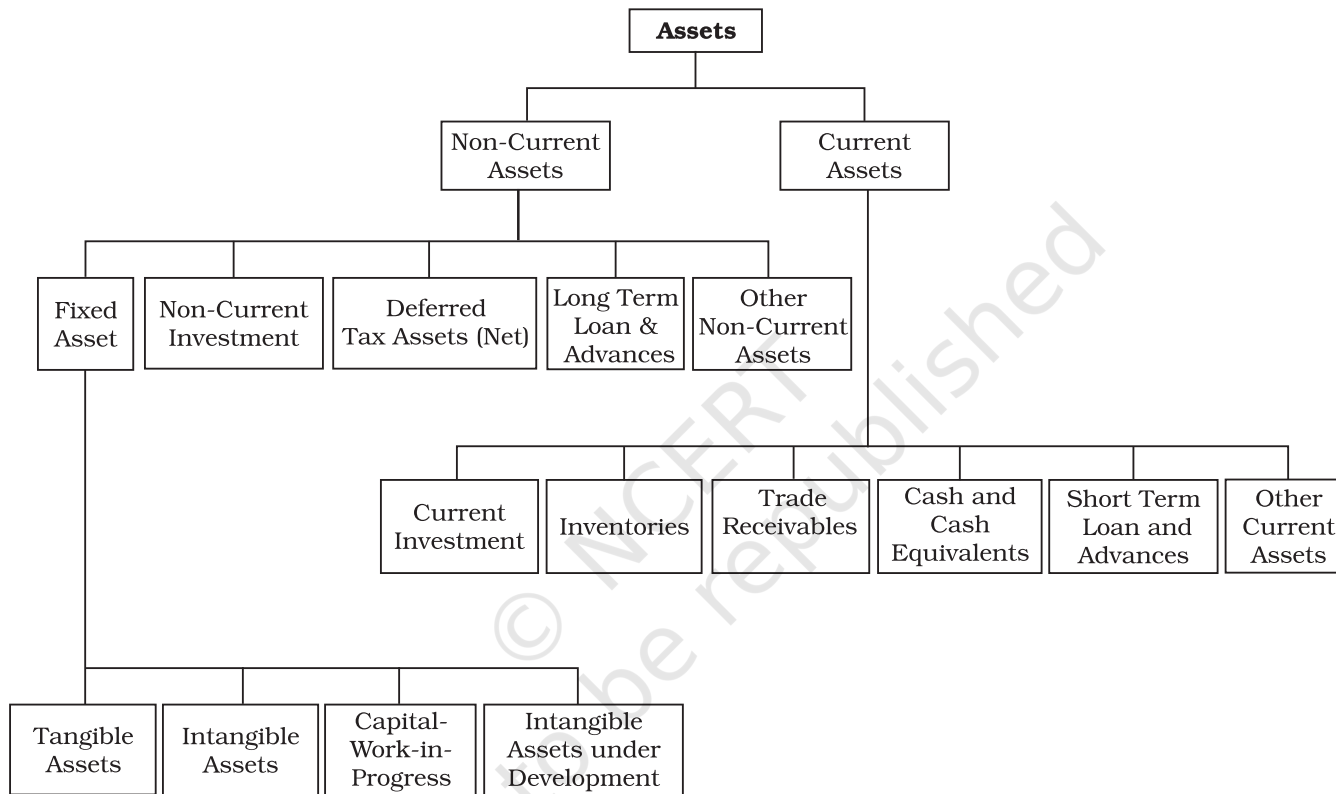 Assets
Non-Current
Assets
Current
Assets
Fixed
Asset
Non-Current
Investment
Deferred
Tax Assets (Net)
Long Term
Loan &
Advances
Other
Non-Current
Assets
Current
Investment
Inventories
Trade
Receivables
Cash and
Cash
Equivalents
Short Term
Loan and
Advances
Other
Current
Assets
Tangible
Assets
Intangible
Assets
Capital-
Work-in-
Progress
Intangible
Assets under
Development
© NCERT
to be republished